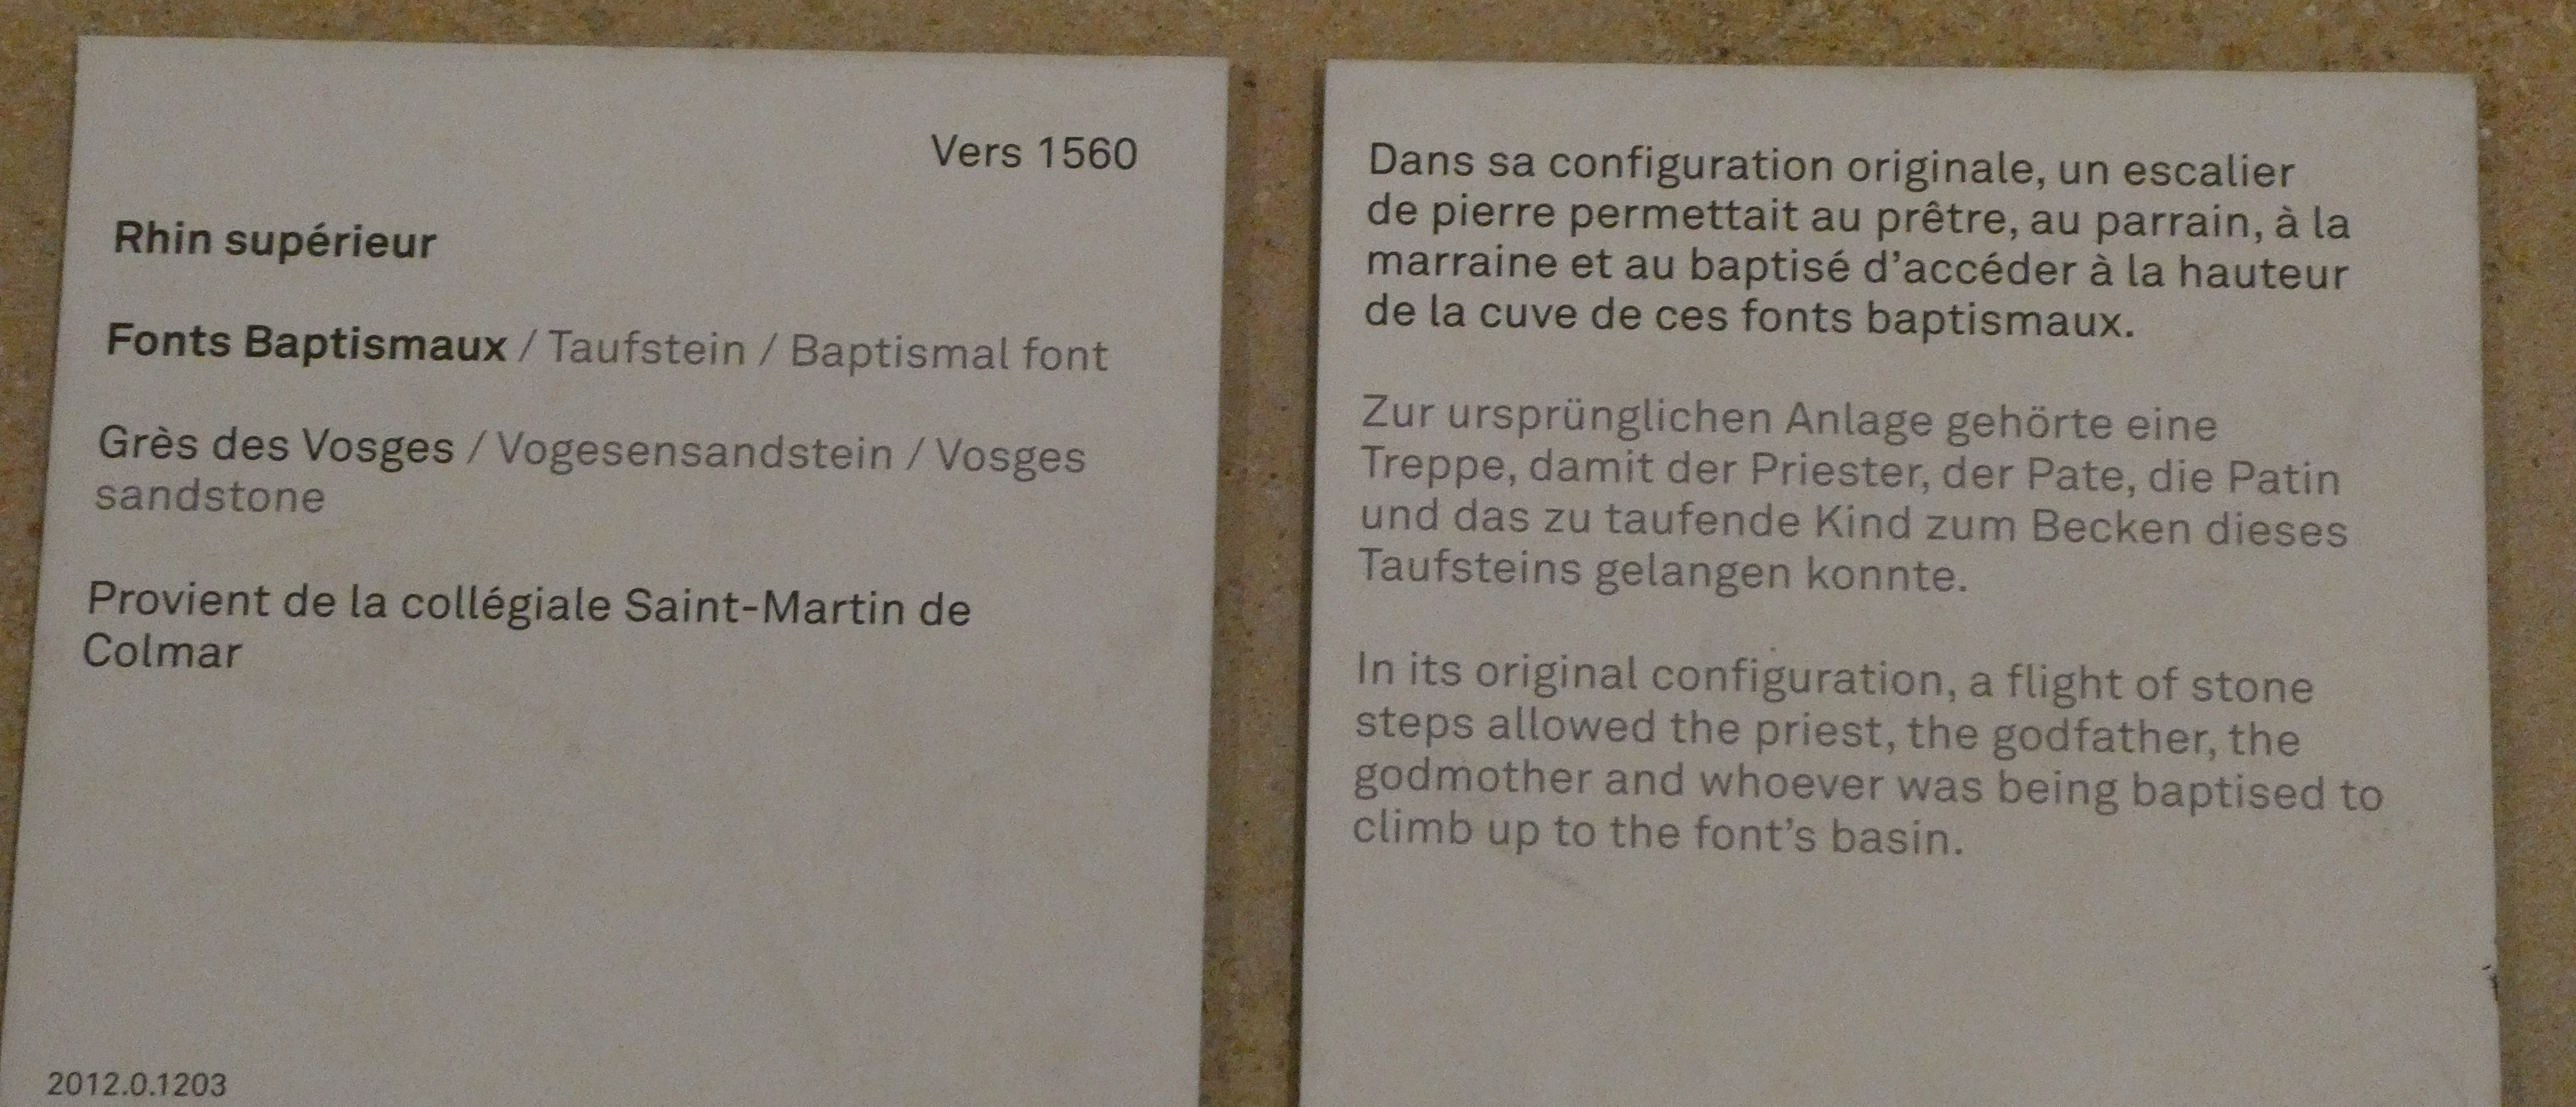 Vers 1560
Rhin supérieur
Fonts Baptismaux / Taufstein / Baptismal font
Grès des Vosges / Vogesensandstein / Vosges
sandstone
Provient de la collégiale Saint-Martin de
Colmar
2012.0.1203
Dans sa configuration originale, un escalier
de pierre permettait au prêtre, au parrain, à la
marraine et au baptisé d’accéder à la hauteur
de la cuve de ces fonts baptismaux.
Zur ursprünglichen Anlage gehörte eine
Treppe, damit der Priester, der Pate, die Patin
und das zu taufende Kind zum Becken dieses
Taufsteins gelangen konnte.
In its original configuration, a flight of stone
steps allowed the priest, the godfather, the
godmother and whoever was being baptised to
climb up to the font’s basin.